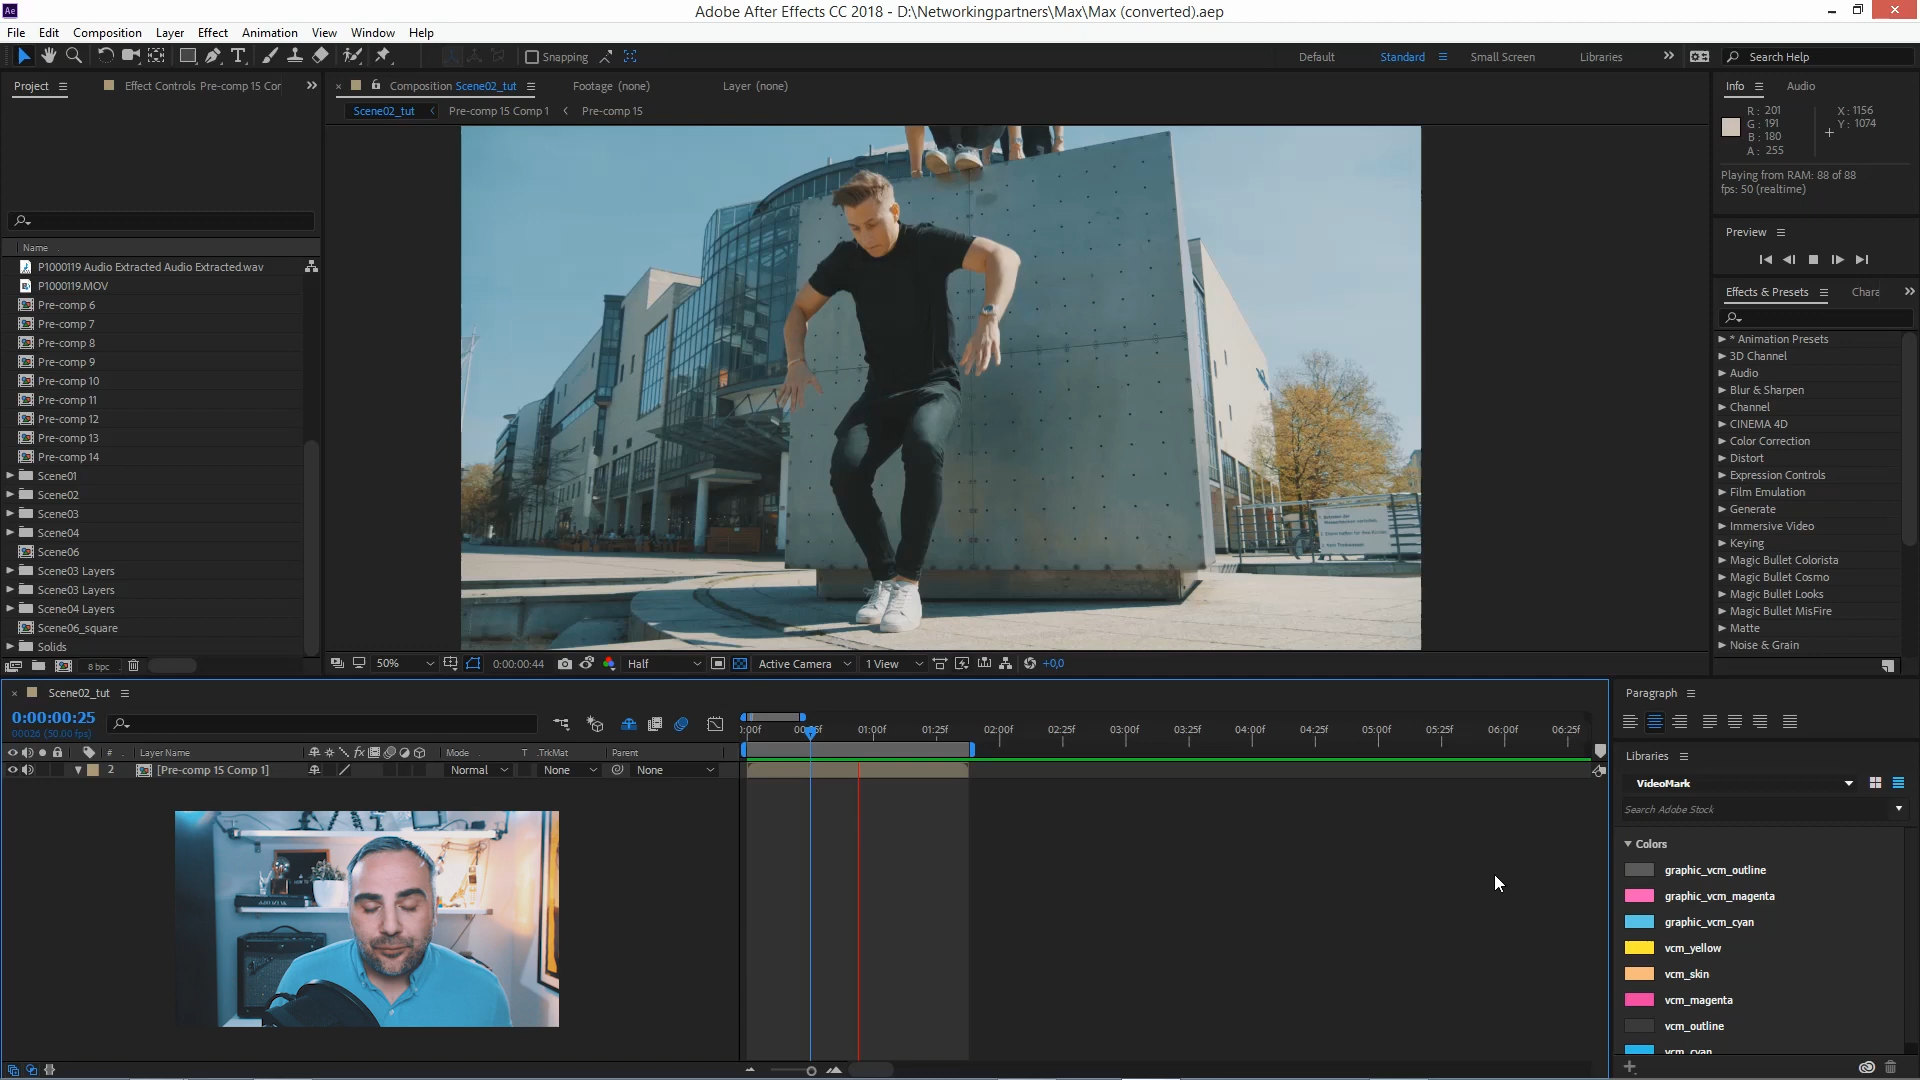 Ae
Adobe After Effects CC 2018 - D:\Networkingpartners\Max\Max (converted).aep
File Edit Composition Layer Effect Animation View Window Help
Snapping
Default Standard Small Screen Libraries
Search Help
Project
Effect Controls Pre-comp 15 Cor
Composition Scene02_tut
Footage (none)
Layer (none)
Scene02_tut
Pre-comp 15 Comp 1
Pre-comp 15
Info Audio
R: 201
G: 191
B: 180
A: 255
X: 1156
Y: 1074
Playing from RAM: 88 of 88
fps: 50 (realtime)
Preview
Effects & Presets Chara
* Animation Presets
3D Channel
Audio
Blur & Sharpen
Channel
CINEMA 4D
Color Correction
Distort
Expression Controls
Film Emulation
Generate
Immersive Video
Keying
Magic Bullet Colorista
Magic Bullet Cosmo
Magic Bullet Looks
Magic Bullet MisFire
Matte
Noise & Grain
Name
P1000119 Audio Extracted Audio Extracted.wav
P1000119.MOV
Pre-comp 6
Pre-comp 7
Pre-comp 8
Pre-comp 9
Pre-comp 10
Pre-comp 11
Pre-comp 12
Pre-comp 13
Pre-comp 14
Scene01
Scene02
Scene03
Scene04
Scene06
Scene03 Layers
Scene03 Layers
Scene04 Layers
Scene06_square
Solids
8 bpc
50%
0:00:00:44
Half
Active Camera
1 View
+0,0
Scene02_tut
0:00:00:25
00026 (50.00 fps)
# Layer Name
Mode
T .TrkMat
Parent
2 [Pre-comp 15 Comp 1]
Normal
None
None
01:00f 01:25f 02:00f 02:25f 03:00f 03:25f 04:00f 04:25f 05:00f 05:25f 06:00f 06:25f
Paragraph
Libraries
VideoMark
Search Adobe Stock
Colors
graphic_vcm_outline
graphic_vcm_magenta
graphic_vcm_cyan
vcm_yellow
vcm_skin
vcm_magenta
vcm_outline
vcm_cyan